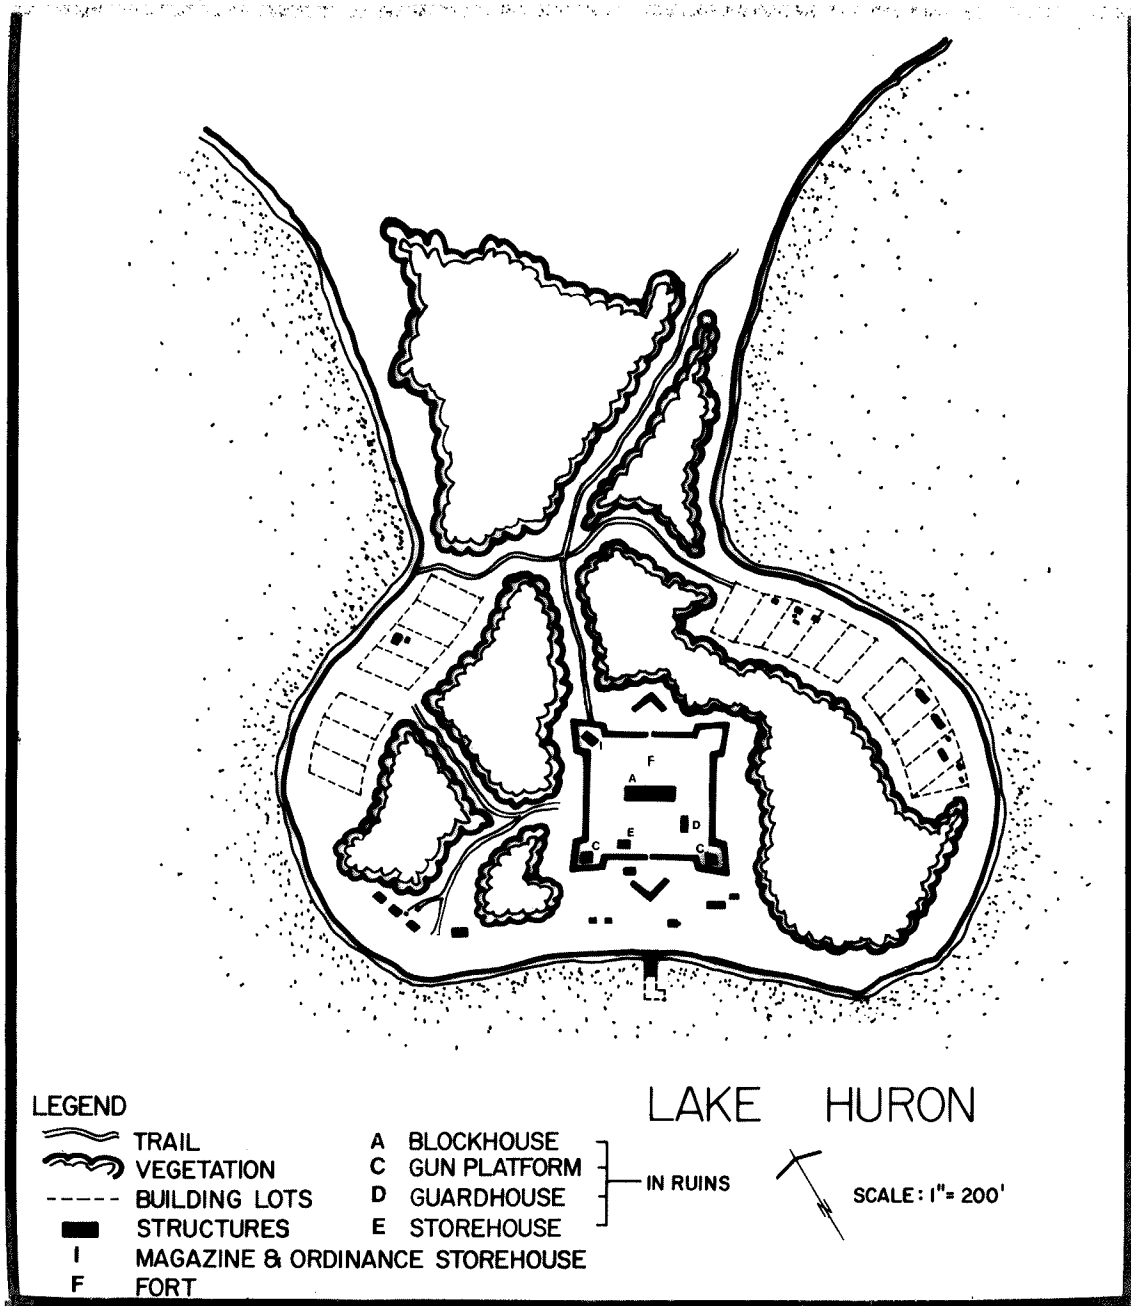 F
A
D
E
C
C
I
LAKE HURON
LEGEND
TRAIL
VEGETATION
BUILDING LOTS
STRUCTURES
I MAGAZINE & ORDINANCE STOREHOUSE
F FORT
A BLOCKHOUSE
C GUN PLATFORM
D GUARDHOUSE
E STOREHOUSE
IN RUINS
N
SCALE: 1"= 200'